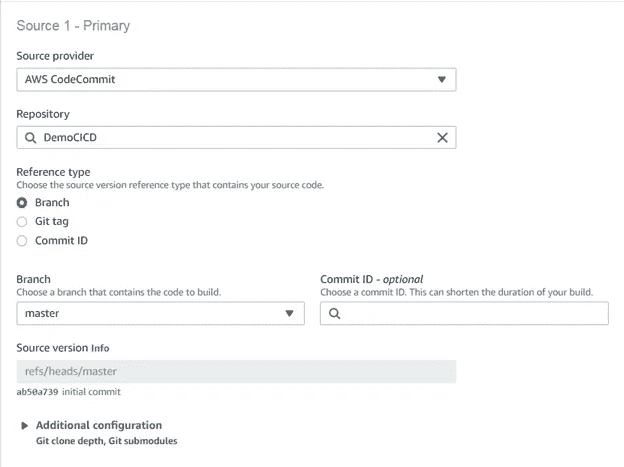 Source 1 - Primary
Source provider
AWS CodeCommit
Repository
DemoCICD
Reference type
Choose the source version reference type that contains your source code.
Branch
Git tag
Commit ID
Branch
Choose a branch that contains the code to build.
master
Commit ID - optional
Choose a commit ID. This can shorten the duration of your build.
Source version Info
refs/heads/master
ab50a739 initial commit
Additional configuration
Git clone depth, Git submodules